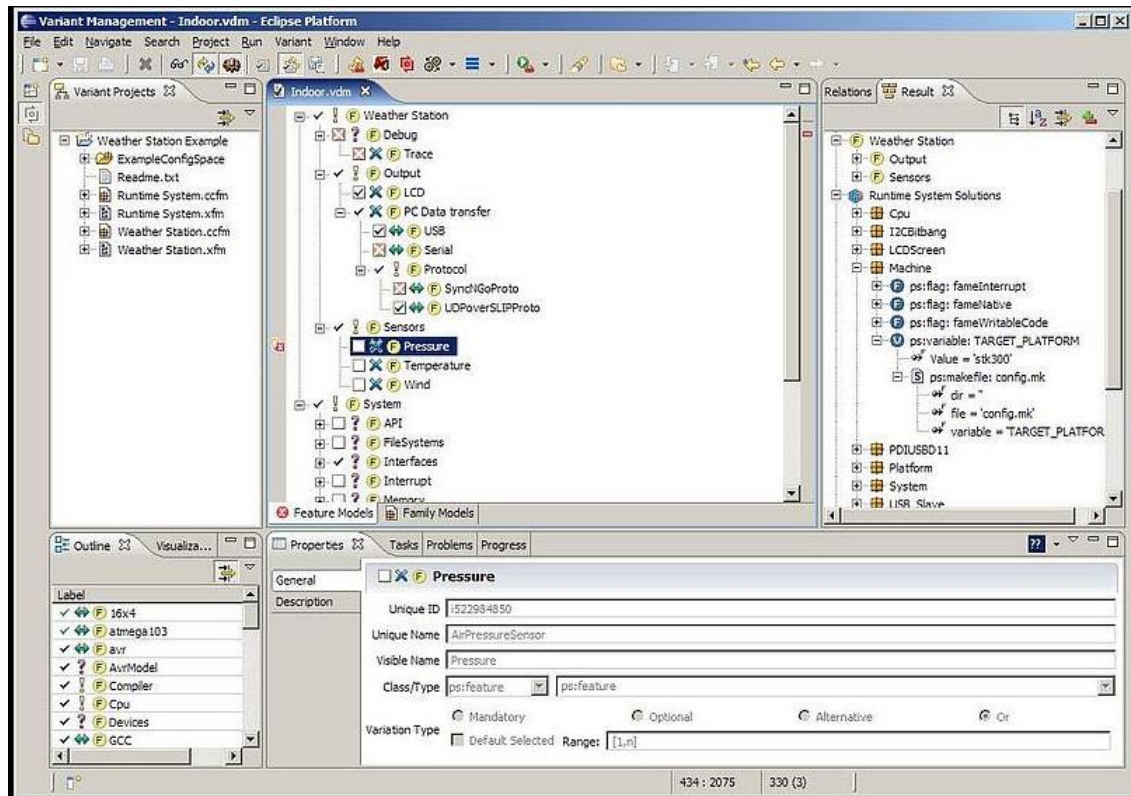 Variant Management - Indoor.vdm - Eclipse Platform
File Edit Navigate Search Project Run Variant Window Help
Variant Projects
Weather Station Example
ExampleConfigSpace
Readme.txt
Runtime System.ccfm
Runtime System.xfm
Weather Station.ccfm
Weather Station.xfm
Indoor.vdm
Weather Station
? F Debug
F Trace
! F Output
F LCD
F PC Data transfer
F USB
F Serial
! F Protocol
F SyncNGoProto
F UDPoverSLIPProto
! F Sensors
F Pressure
F Temperature
F Wind
! F System
? F API
? F FileSystems
? F Interfaces
? F Interrupt
? F Memory
Feature Models Family Models
Relations Result
F Weather Station
F Output
F Sensors
Runtime System Solutions
Cpu
I2CBitbang
LCDScreen
Machine
F ps:flag: fameInterrupt
F ps:flag: fameNative
F ps:flag: fameWritableCode
V ps:variable: TARGET_PLATFORM
Value = 'stk300'
S ps:makefile: config.mk
dir = ''
file = 'config.mk'
variable = 'TARGET_PLATFOR
PDIUSBD11
Platform
System
USB Slave
Outline Visualiza...
Label
F 16x4
F atmega103
F avr
? F AvrModel
! F Compiler
! F Cpu
? F Devices
F GCC
Properties Tasks Problems Progress
??
General
Description
F Pressure
Unique ID i522984850
Unique Name AirPressureSensor
Visible Name Pressure
Class/Type ps:feature ps:feature
Variation Type Mandatory Optional Alternative Or
Default Selected Range: [1,n]
434 : 2075 330 (3)